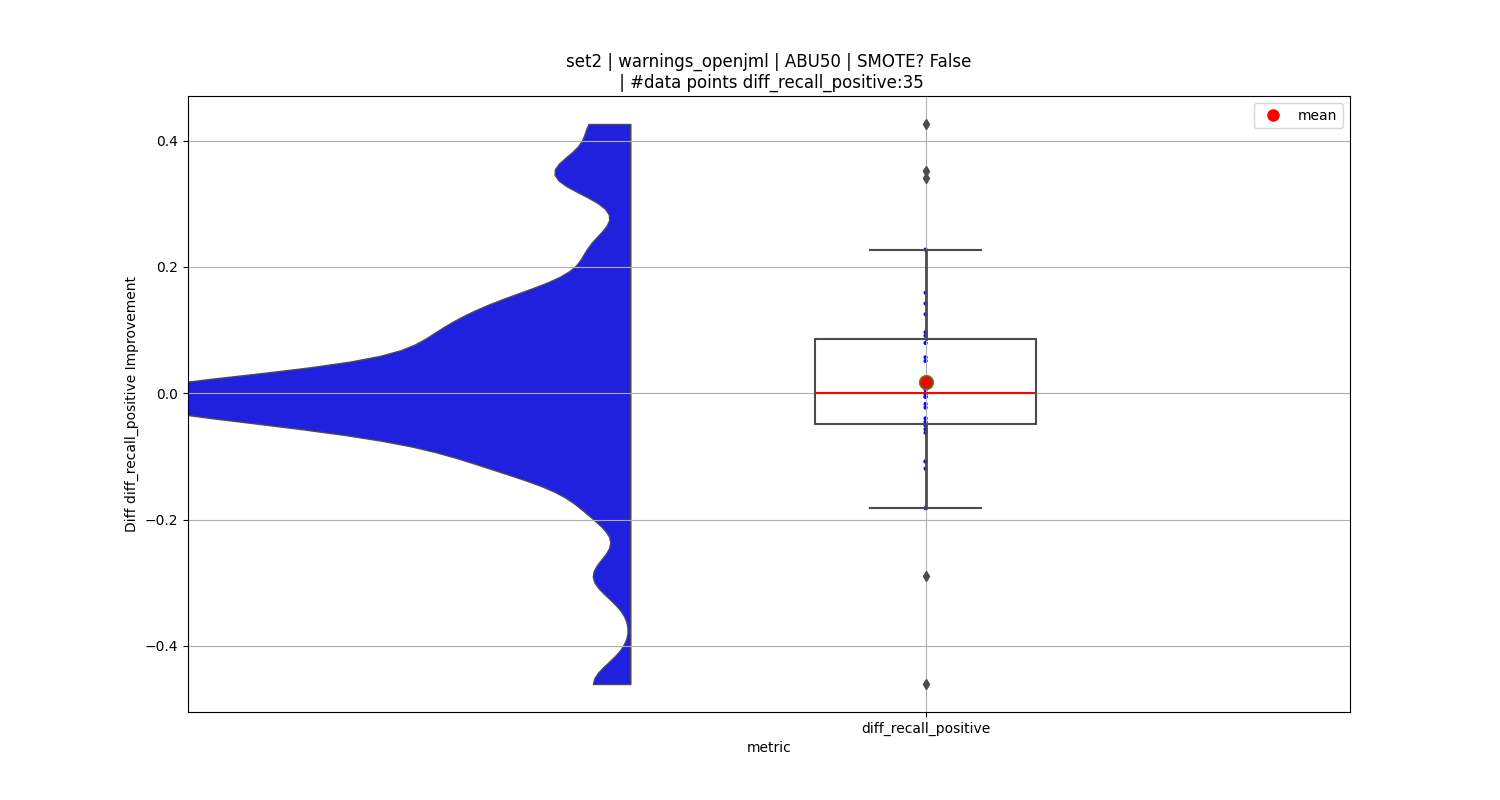 set2 | warnings_openjml | ABU50 | SMOTE? False
| #data points diff_recall_positive:35
mean
0.4
0.2
0.0
−0.2
−0.4
Diff diff_recall_positive Improvement
diff_recall_positive
metric